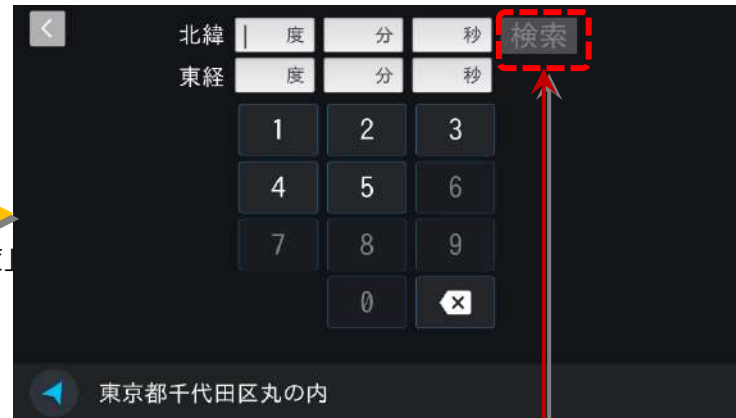 北緯 度 分 秒 検索
東経 度 分 秒
1 2 3
4 5 6
7 8 9
0
東京都千代田区丸の内